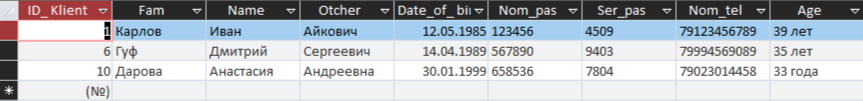 ID_Klient Fam Name Otcher Date_of_bir Nom_pas Ser_pas Nom_tel Age
1 Карлов Иван Айкович 12.05.1985 123456 4509 79123456789 39 лет
6 Гуф Дмитрий Сергеевич 14.04.1989 567890 9403 79994569089 35 лет
10 Дарова Анастасия Андреевна 30.01.1999 658536 7804 79023014458 33 года
* (№)